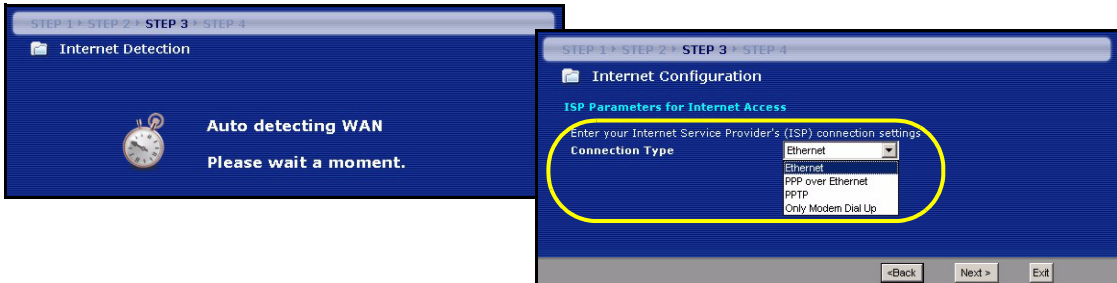 STEP 1 STEP 2 STEP 3 STEP 4
Internet Detection
Auto detecting WAN
Please wait a moment.
STEP 1 STEP 2 STEP 3 STEP 4
Internet Configuration
ISP Parameters for Internet Access
Enter your Internet Service Provider's (ISP) connection settings
Connection Type Ethernet
Ethernet
PPP over Ethernet
PPTP
Only Modem Dial Up
<Back Next > Exit